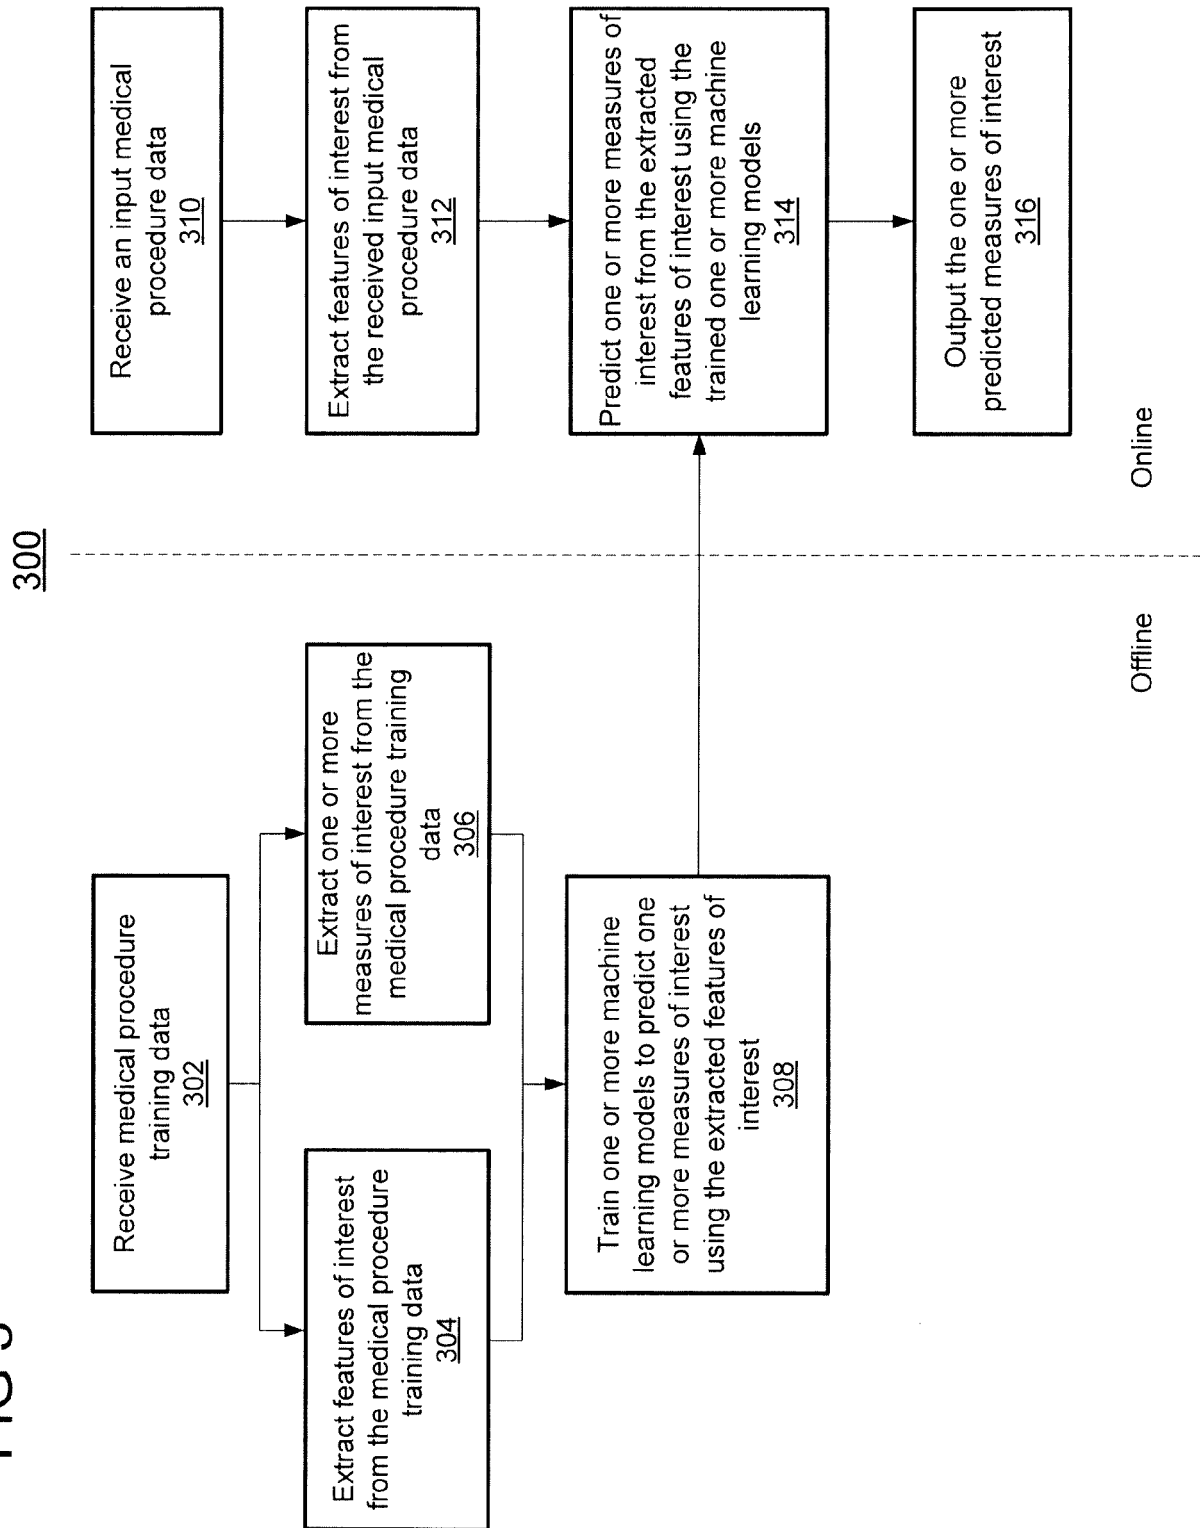 300
Receive medical procedure
training data
302
Extract features of interest
from the medical procedure
training data
304
Extract one or more
measures of interest from the
medical procedure training
data
306
Train one or more machine
learning models to predict one
or more measures of interest
using the extracted features of
interest
308
Offline
Receive an input medical
procedure data
310
Extract features of interest from
the received input medical
procedure data
312
Predict one or more measures of
interest from the extracted
features of interest using the
trained one or more machine
learning models
314
Output the one or more
predicted measures of interest
316
Online